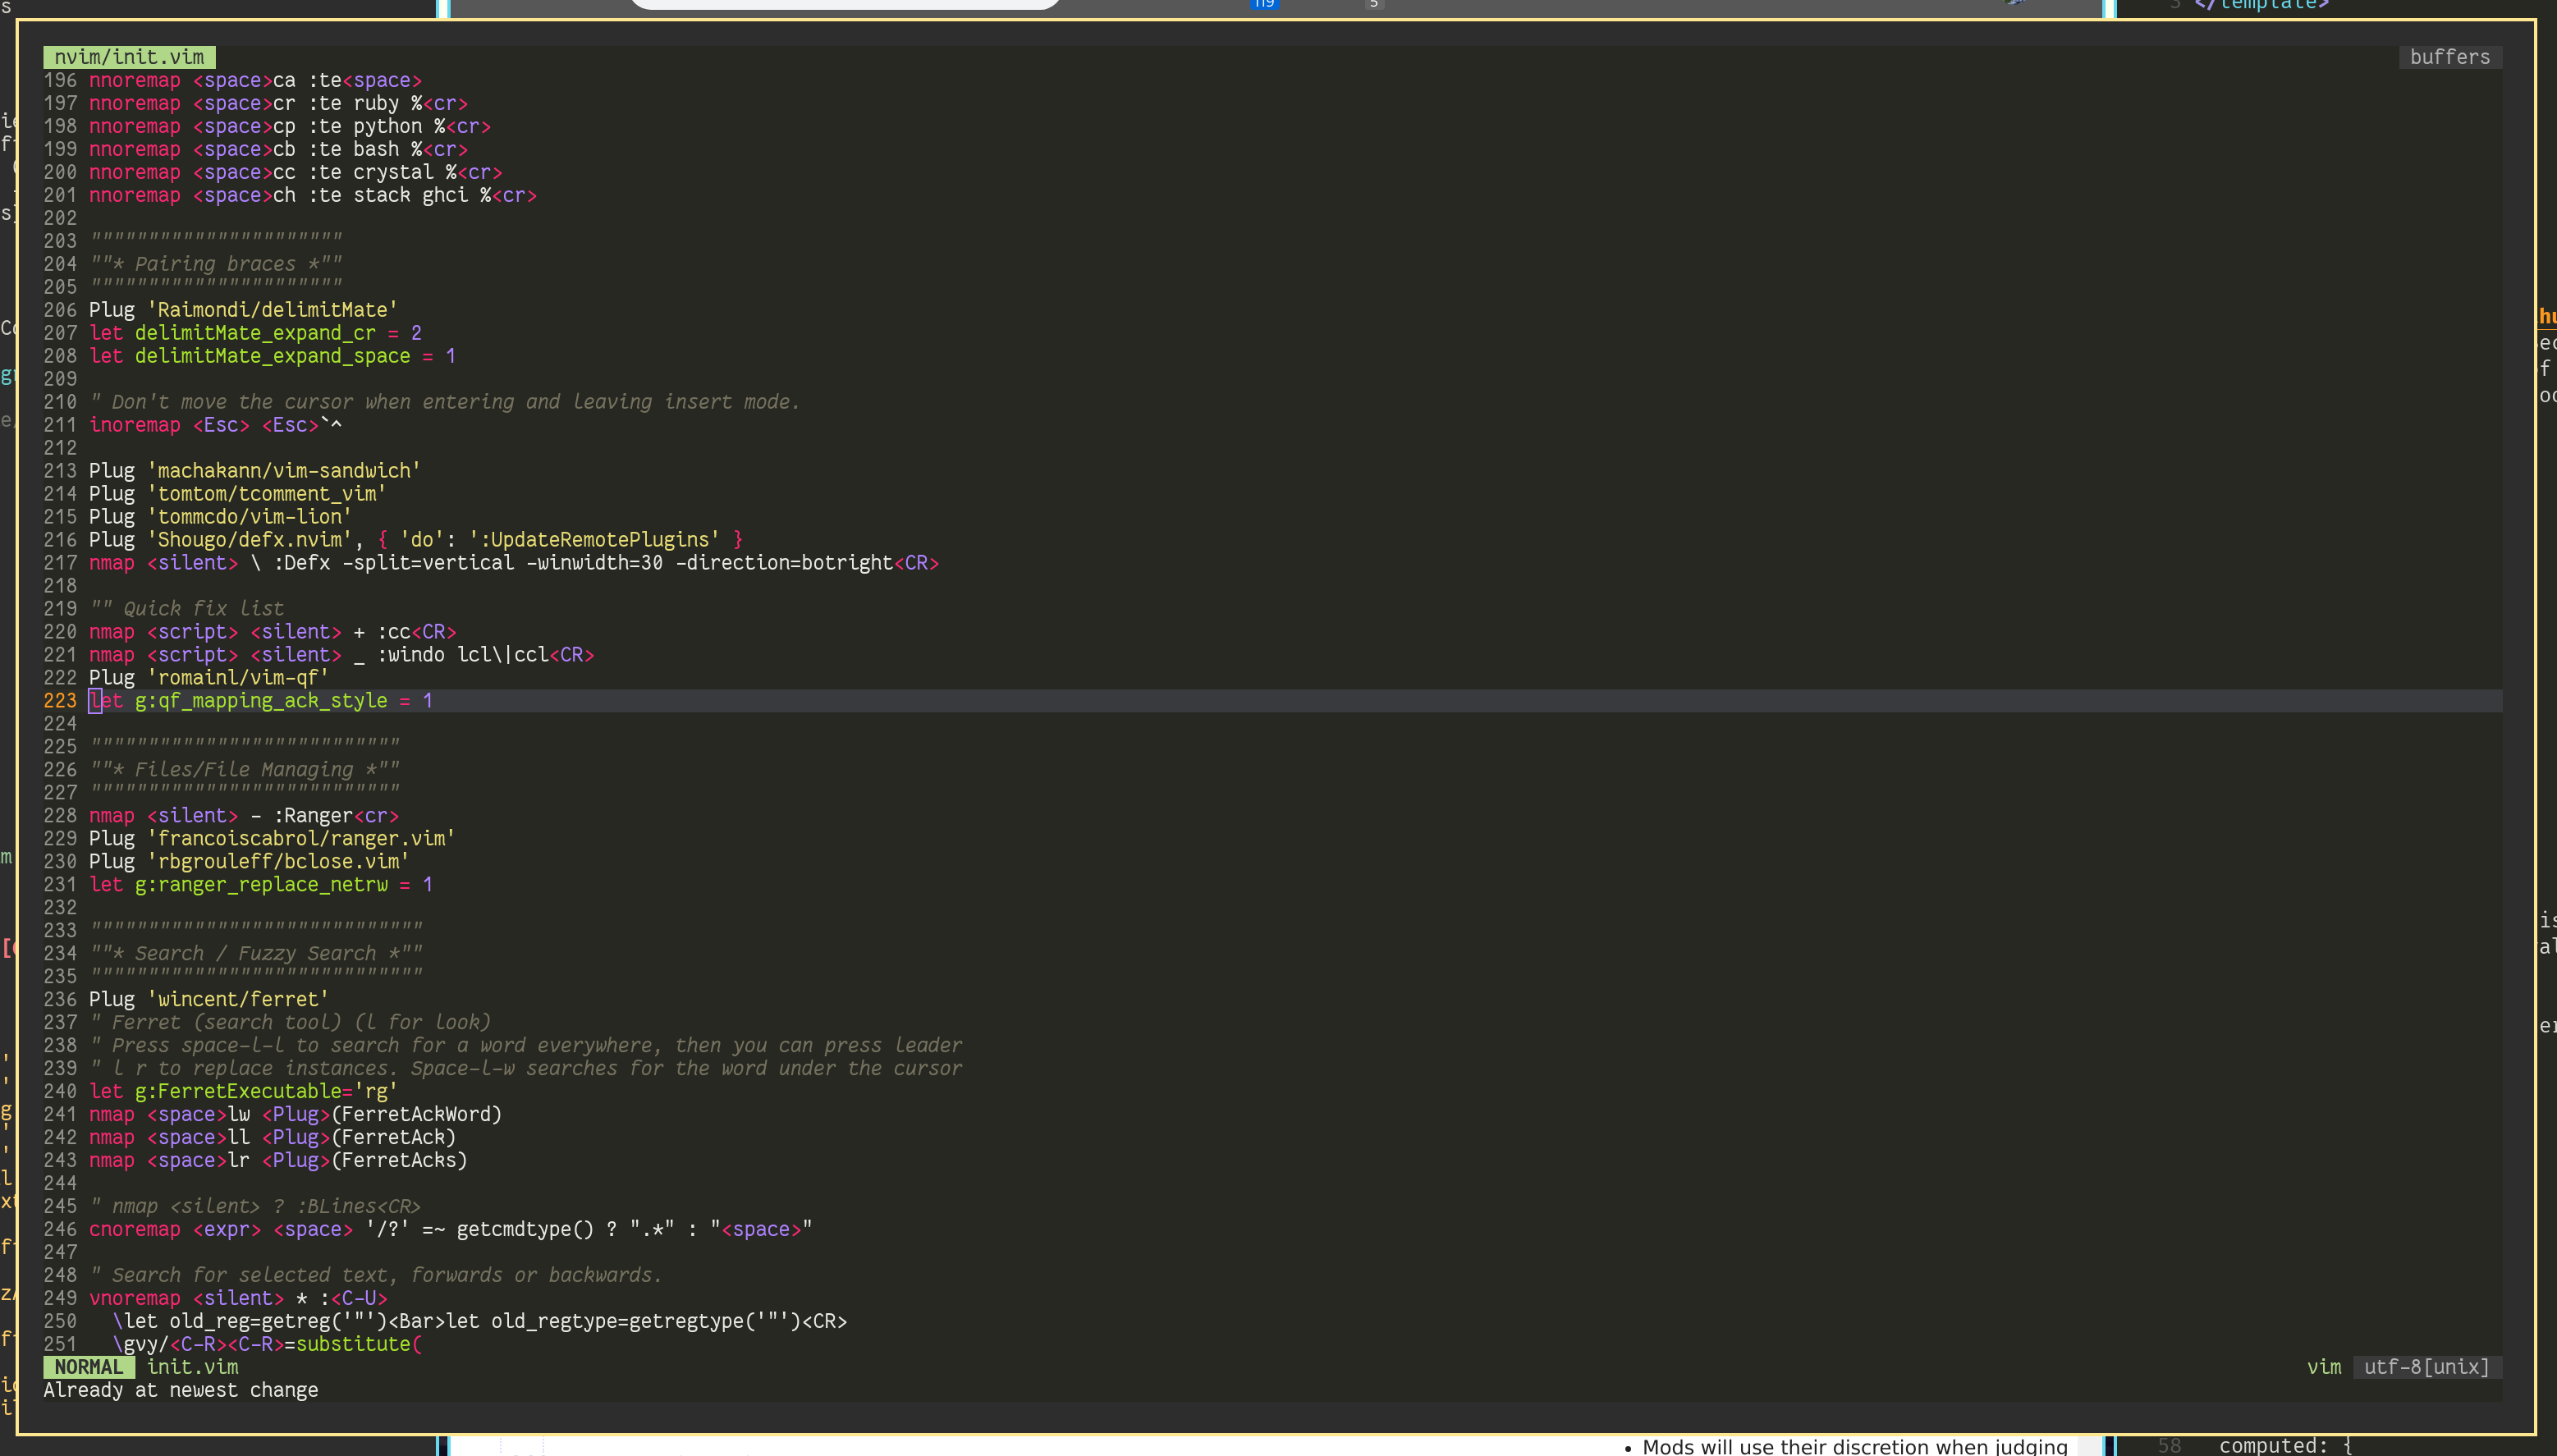 s
119
5
3 </template>
nvim/init.vim
buffers
196 nnoremap <space>ca :te<space>
197 nnoremap <space>cr :te ruby %<cr>
198 nnoremap <space>cp :te python %<cr>
199 nnoremap <space>cb :te bash %<cr>
200 nnoremap <space>cc :te crystal %<cr>
201 nnoremap <space>ch :te stack ghci %<cr>
202
203 """"""""""""""""""""""
204 ""* Pairing braces *""
205 """"""""""""""""""""""
206 Plug 'Raimondi/delimitMate'
207 let delimitMate_expand_cr = 2
208 let delimitMate_expand_space = 1
209
210 " Don't move the cursor when entering and leaving insert mode.
211 inoremap <Esc> <Esc>`^
212
213 Plug 'machakann/vim-sandwich'
214 Plug 'tomtom/tcomment_vim'
215 Plug 'tommcdo/vim-lion'
216 Plug 'Shougo/defx.nvim', { 'do': ':UpdateRemotePlugins' }
217 nmap <silent> \ :Defx -split=vertical -winwidth=30 -direction=botright<CR>
218
219 "" Quick fix list
220 nmap <script> <silent> + :cc<CR>
221 nmap <script> <silent> _ :windo lcl\|ccl<CR>
222 Plug 'romainl/vim-qf'
223 let g:qf_mapping_ack_style = 1
224
225 """""""""""""""""""""""""""
226 ""* Files/File Managing *""
227 """""""""""""""""""""""""""
228 nmap <silent> - :Ranger<cr>
229 Plug 'francoiscabrol/ranger.vim'
230 Plug 'rbgrouleff/bclose.vim'
231 let g:ranger_replace_netrw = 1
232
233 """""""""""""""""""""""""""""
234 ""* Search / Fuzzy Search *""
235 """""""""""""""""""""""""""""
236 Plug 'wincent/ferret'
237 " Ferret (search tool) (l for look)
238 " Press space-l-l to search for a word everywhere, then you can press leader
239 " l r to replace instances. Space-l-w searches for the word under the cursor
240 let g:FerretExecutable='rg'
241 nmap <space>lw <Plug>(FerretAckWord)
242 nmap <space>ll <Plug>(FerretAck)
243 nmap <space>lr <Plug>(FerretAcks)
244
245 " nmap <silent> ? :BLines<CR>
246 cnoremap <expr> <space> '/?' =~ getcmdtype() ? ".*" : "<space>"
247
248 " Search for selected text, forwards or backwards.
249 vnoremap <silent> * :<C-U>
250   \let old_reg=getreg('"')<Bar>let old_regtype=getregtype('"')<CR>
251   \gvy/<C-R><C-R>=substitute(
NORMAL init.vim
vim utf-8[unix]
Already at newest change
• Mods will use their discretion when judging
58 computed: {